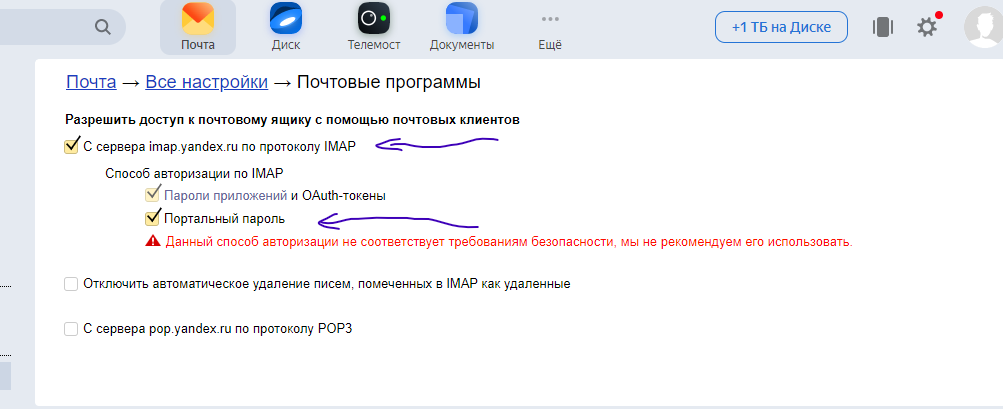 Почта
Диск
Телемост
Документы
Ещё
+1 ТБ на Диске
Почта → Все настройки → Почтовые программы
Разрешить доступ к почтовому ящику с помощью почтовых клиентов
С сервера imap.yandex.ru по протоколу IMAP
Способ авторизации по IMAP
Пароли приложений и OAuth-токены
Портальный пароль
Данный способ авторизации не соответствует требованиям безопасности, мы не рекомендуем его использовать.
Отключить автоматическое удаление писем, помеченных в IMAP как удаленные
С сервера pop.yandex.ru по протоколу POP3